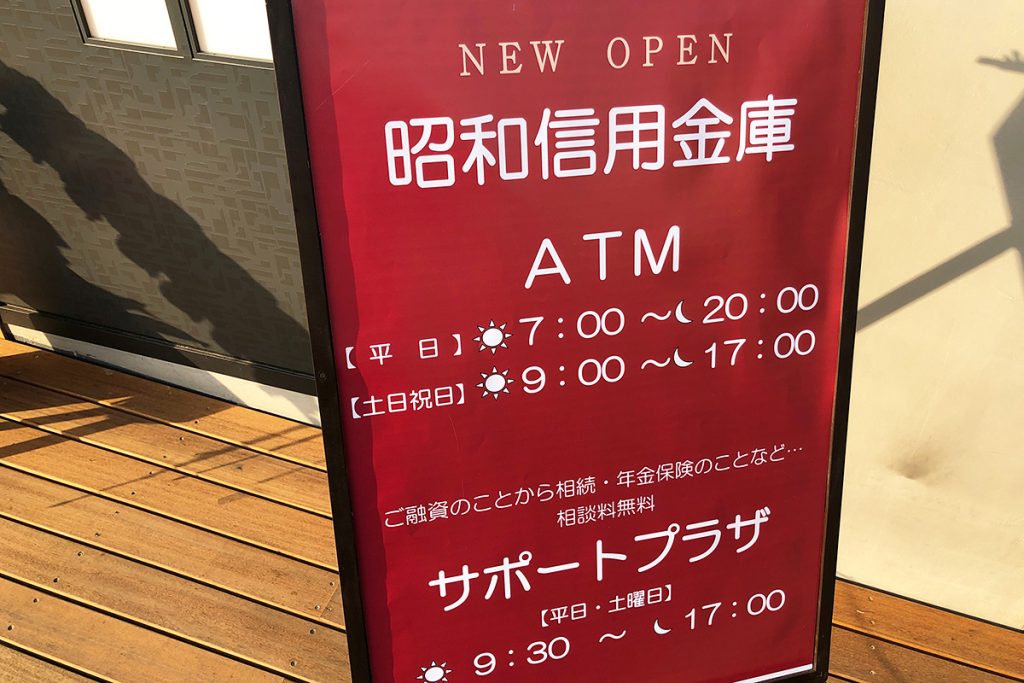 NEW OPEN
昭和信用金庫
ATM
【平日】7:00〜20:00
【土日祝日】9:00〜17:00
ご融資のことから相続・年金保険のことなど…
相談料無料
サポートプラザ
【平日・土曜日】
9:30 〜 17:00